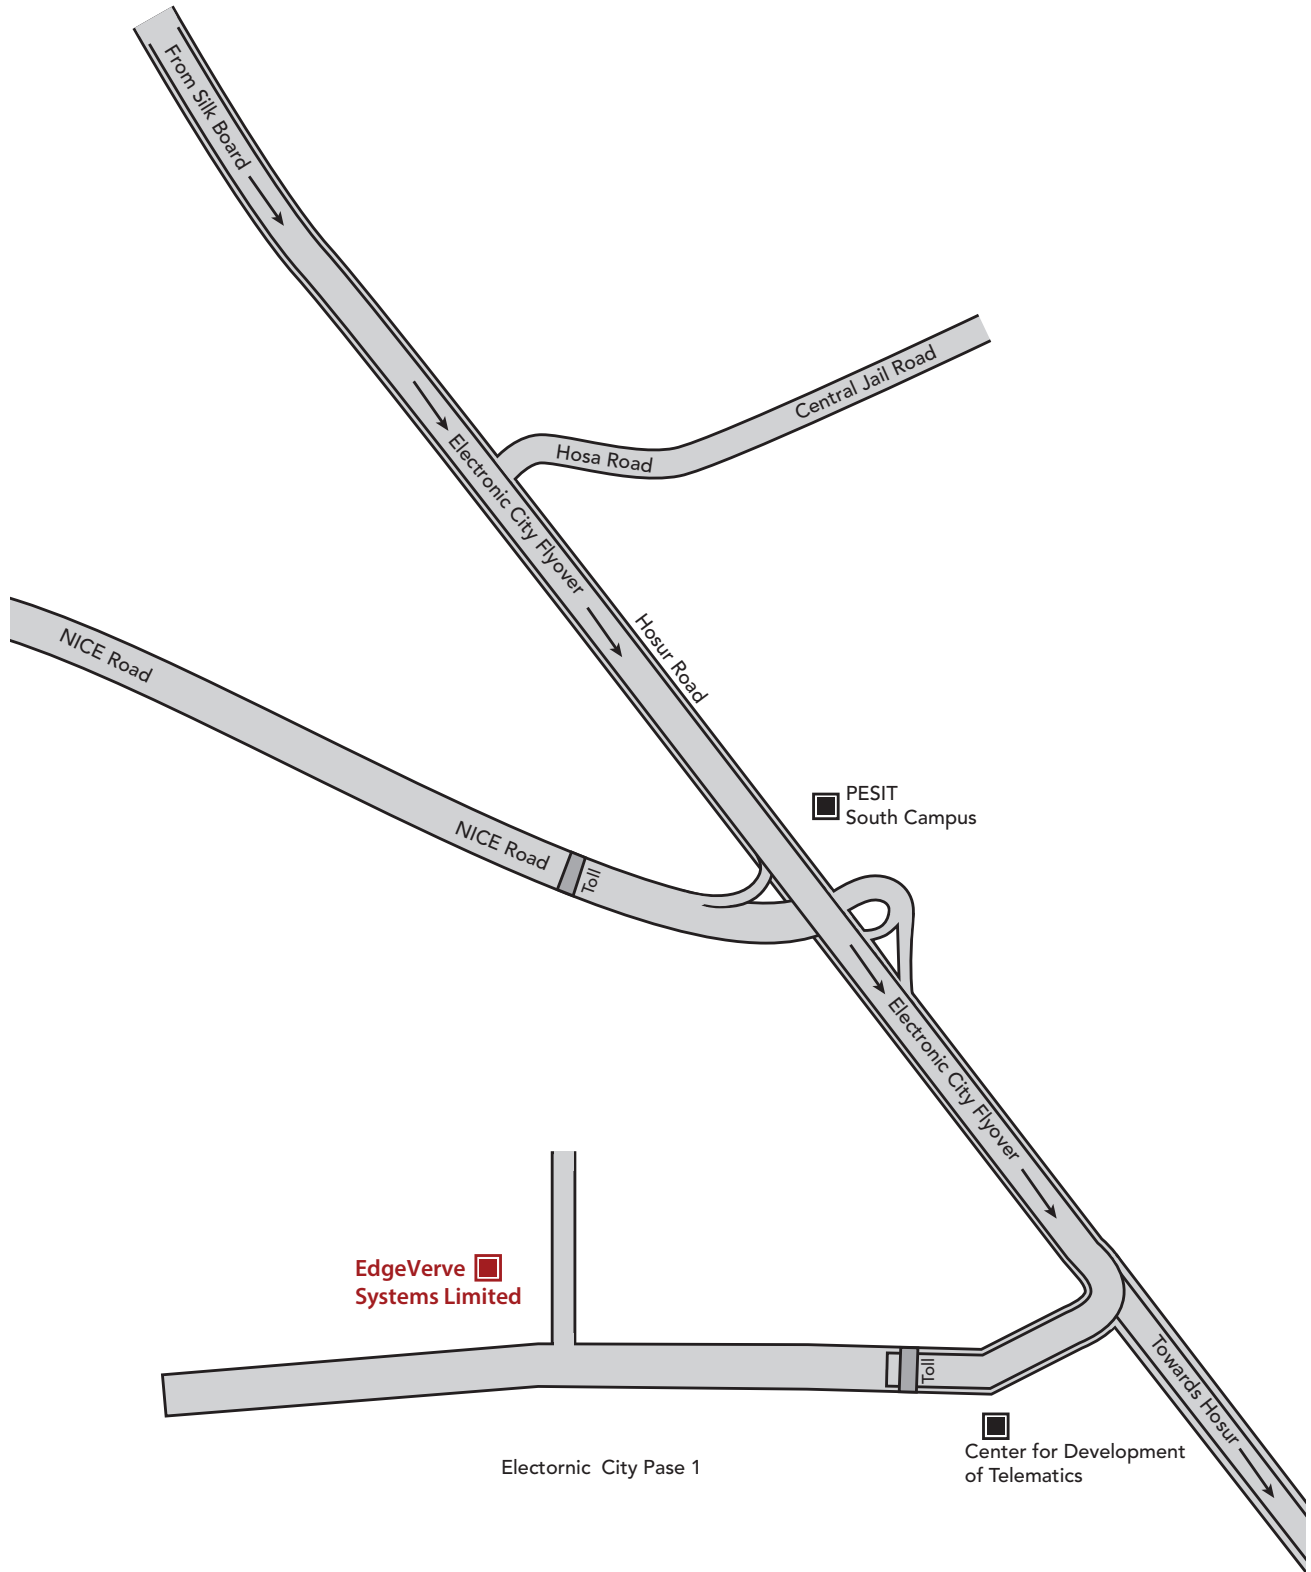 From Silk Board
Central Jail Road
Hosa Road
Electronic City Flyover
Hosur Road
NICE Road
PESIT
South Campus
NICE Road
Toll
Electronic City Flyover
EdgeVerve
Systems Limited
Toll
Towards Hosur
Center for Development
of Telematics
Electornic City Pase 1